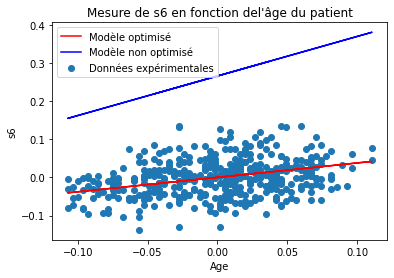 Mesure de s6 en fonction del'âge du patient
Modèle optimisé
Modèle non optimisé
Données expérimentales
0.4
0.3
0.2
0.1
0.0
−0.1
s6
−0.10
−0.05
0.00
0.05
0.10
Age